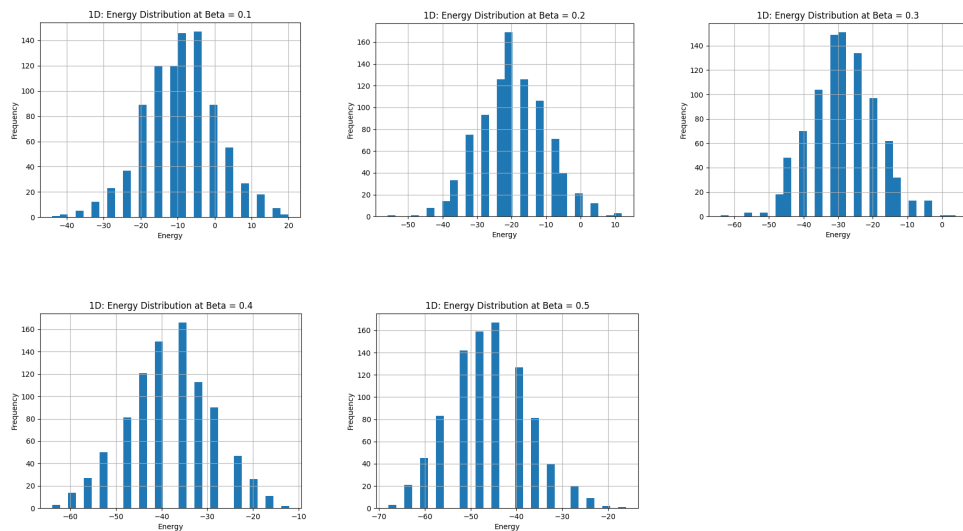 1D: Energy Distribution at Beta = 0.1
Frequency
140
120
100
80
60
40
20
0
−40 −30 −20 −10 0 10 20
Energy
1D: Energy Distribution at Beta = 0.2
Frequency
160
140
120
100
80
60
40
20
0
−50 −40 −30 −20 −10 0 10
Energy
1D: Energy Distribution at Beta = 0.3
Frequency
140
120
100
80
60
40
20
0
−60 −50 −40 −30 −20 −10 0
Energy
1D: Energy Distribution at Beta = 0.4
Frequency
160
140
120
100
80
60
40
20
0
−60 −50 −40 −30 −20 −10
Energy
1D: Energy Distribution at Beta = 0.5
Frequency
160
140
120
100
80
60
40
20
0
−70 −60 −50 −40 −30 −20
Energy